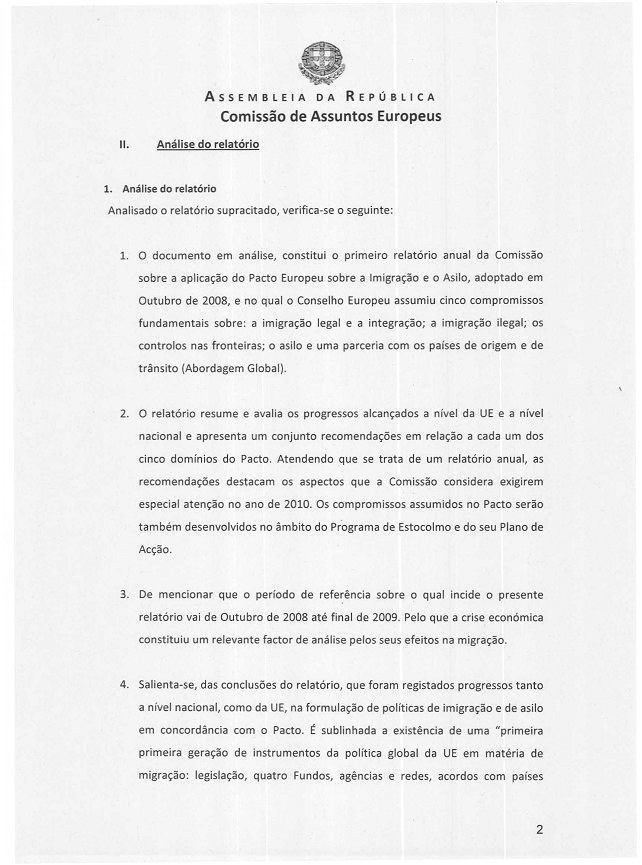 ASSEMBLEIA DA REPÚBLICA
Comissão de Assuntos Europeus
II. Análise do relatório
1. Análise do relatório
Analisado o relatório supracitado, verifica-se o seguinte:
1. O documento em análise, constitui o primeiro relatório anual da Comissão
sobre a aplicação do Pacto Europeu sobre a Imigração e o Asilo, adoptado em
Outubro de 2008, e no qual o Conselho Europeu assumiu cinco compromissos
fundamentais sobre: a imigração legal e a integração; a imigração ilegal; os
controlos nas fronteiras; o asilo e uma parceria com os países de origem e de
trânsito (Abordagem Global).
2. O relatório resume e avalia os progressos alcançados a nível da UE e a nível
nacional e apresenta um conjunto recomendações em relação a cada um dos
cinco domínios do Pacto. Atendendo que se trata de um relatório anual, as
recomendações destacam os aspectos que a Comissão considera exigirem
especial atenção no ano de 2010. Os compromissos assumidos no Pacto serão
também desenvolvidos no âmbito do Programa de Estocolmo e do seu Plano de
Acção.
3. De mencionar que o período de referência sobre o qual incide o presente
relatório vai de Outubro de 2008 até final de 2009. Pelo que a crise económica
constituiu um relevante factor de análise pelos seus efeitos na migração.
4. Salienta-se, das conclusões do relatório, que foram registados progressos tanto
a nível nacional, como da UE, na formulação de políticas de imigração e de asilo
em concordância com o Pacto. É sublinhada a existência de uma "primeira
primeira geração de instrumentos da política global da UE em matéria de
migração: legislação, quatro Fundos, agências e redes, acordos com países
2